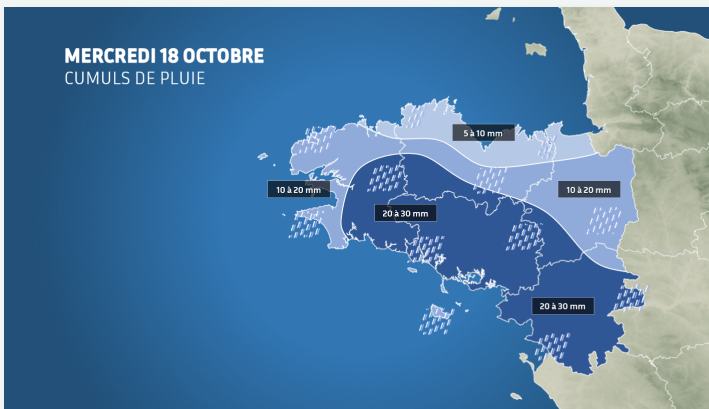 MERCREDI 18 OCTOBRE
CUMULS DE PLUIE
5 à 10 mm
10 à 20 mm
10 à 20 mm
20 à 30 mm
20 à 30 mm